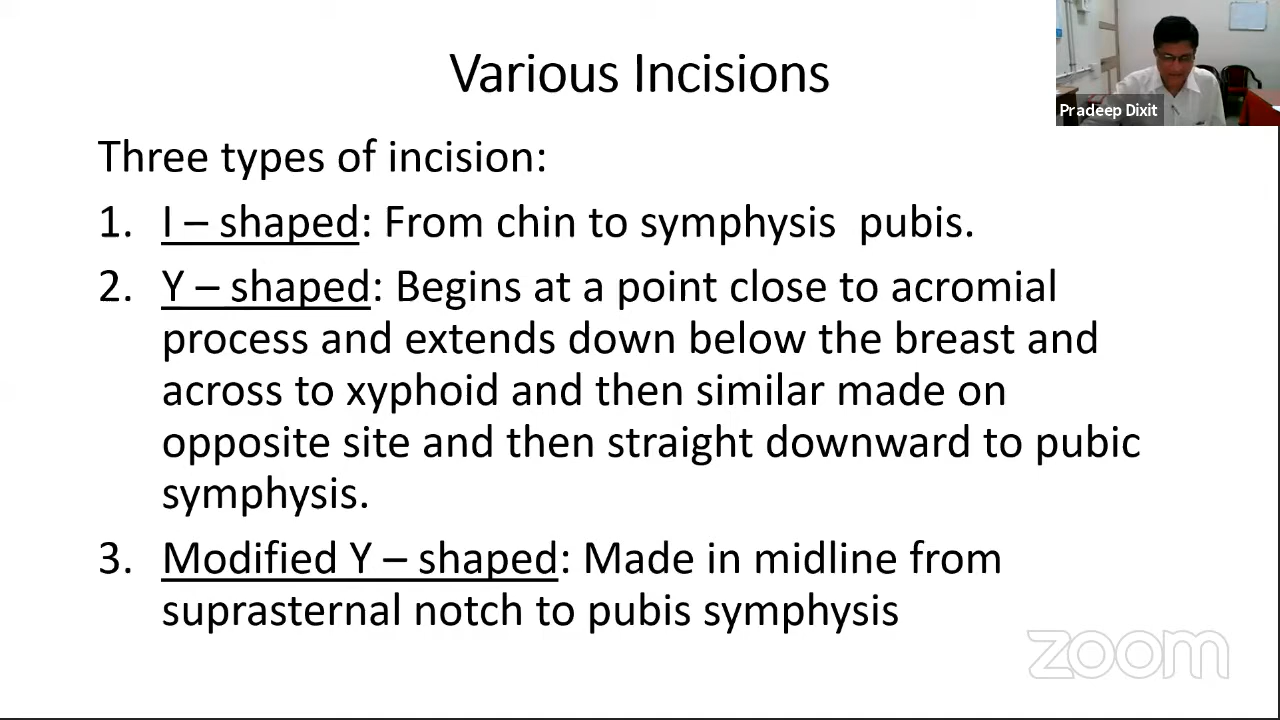 Various Incisions
Pradeep Dixit
Three types of incision:
1. I – shaped: From chin to symphysis  pubis.
2. Y – shaped: Begins at a point close to acromial
process and extends down below the breast and
across to xyphoid and then similar made on
opposite site and then straight downward to pubic
symphysis.
3. Modified Y – shaped: Made in midline from
suprasternal notch to pubis symphysis
zoom